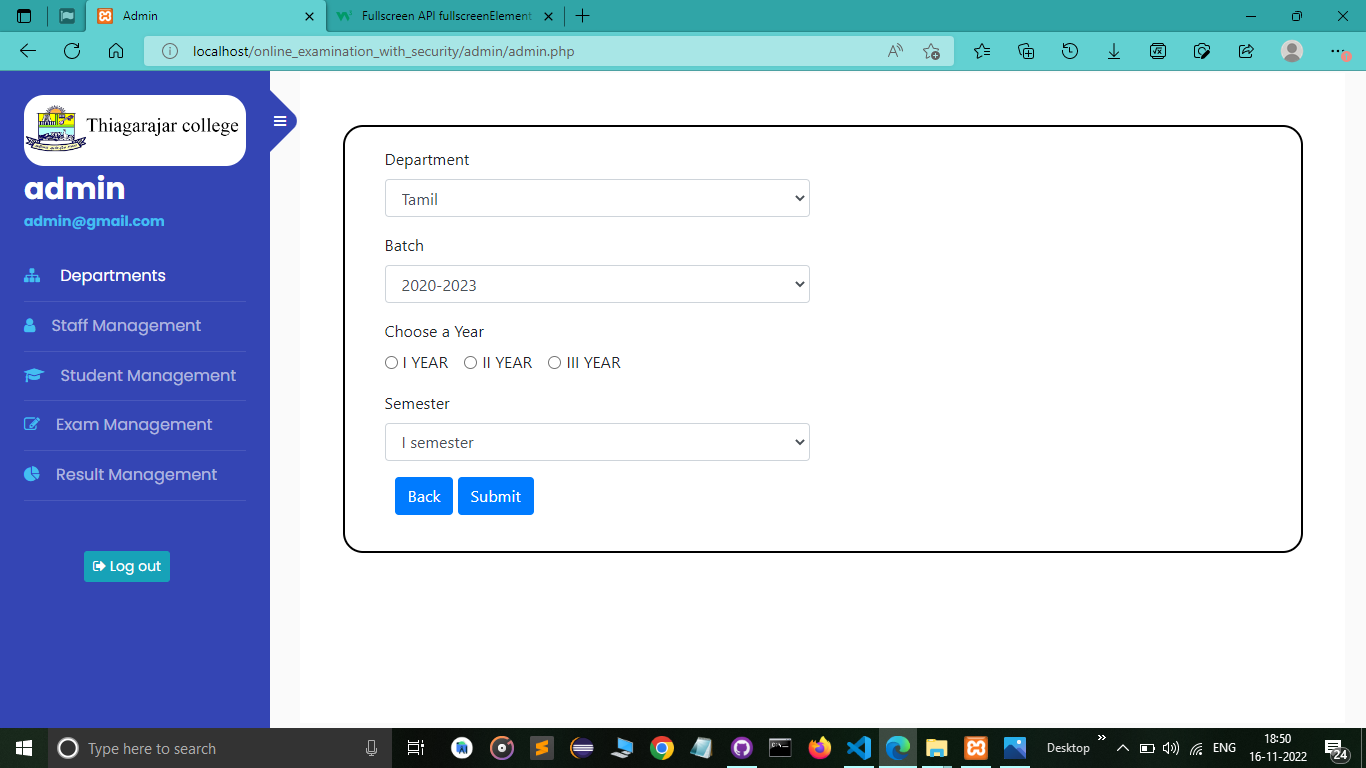 Admin
Fullscreen API fullscreenElement
localhost/online_examination_with_security/admin/admin.php
Thiagarajar college
admin
admin@gmail.com
Departments
Staff Management
Student Management
Exam Management
Result Management
Log out
Department
Tamil
Batch
2020-2023
Choose a Year
I YEAR II YEAR III YEAR
Semester
I semester
Back Submit
Type here to search
Desktop
ENG
18:50
16-11-2022
24